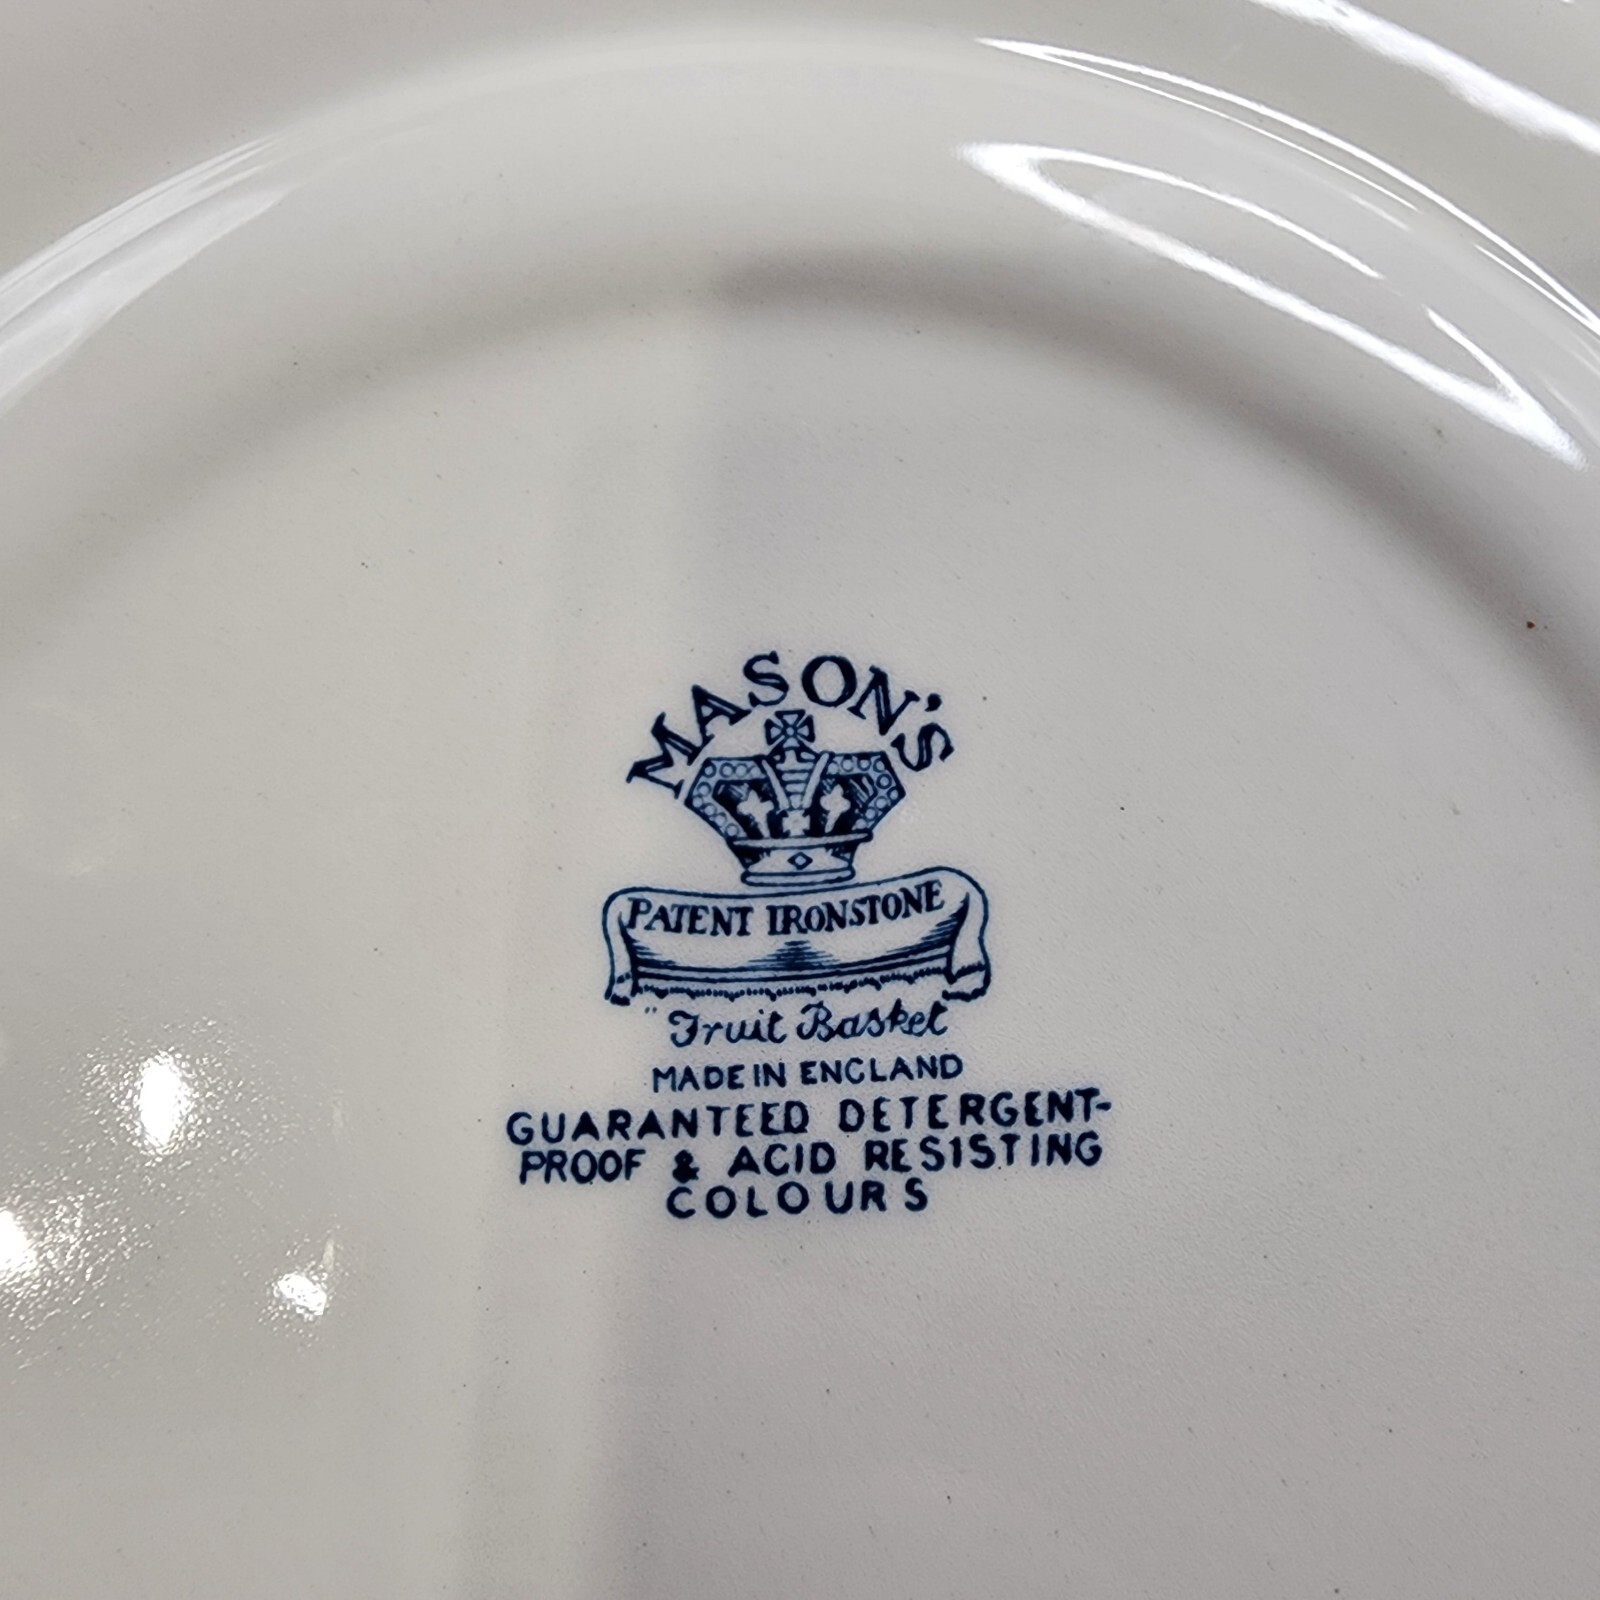 MASON'S
PATENT IRONSTONE
"Fruit Basket
MADE IN ENGLAND
GUARANTEED DETERGENT-
PROOF & ACID RESISTING
COLOURS